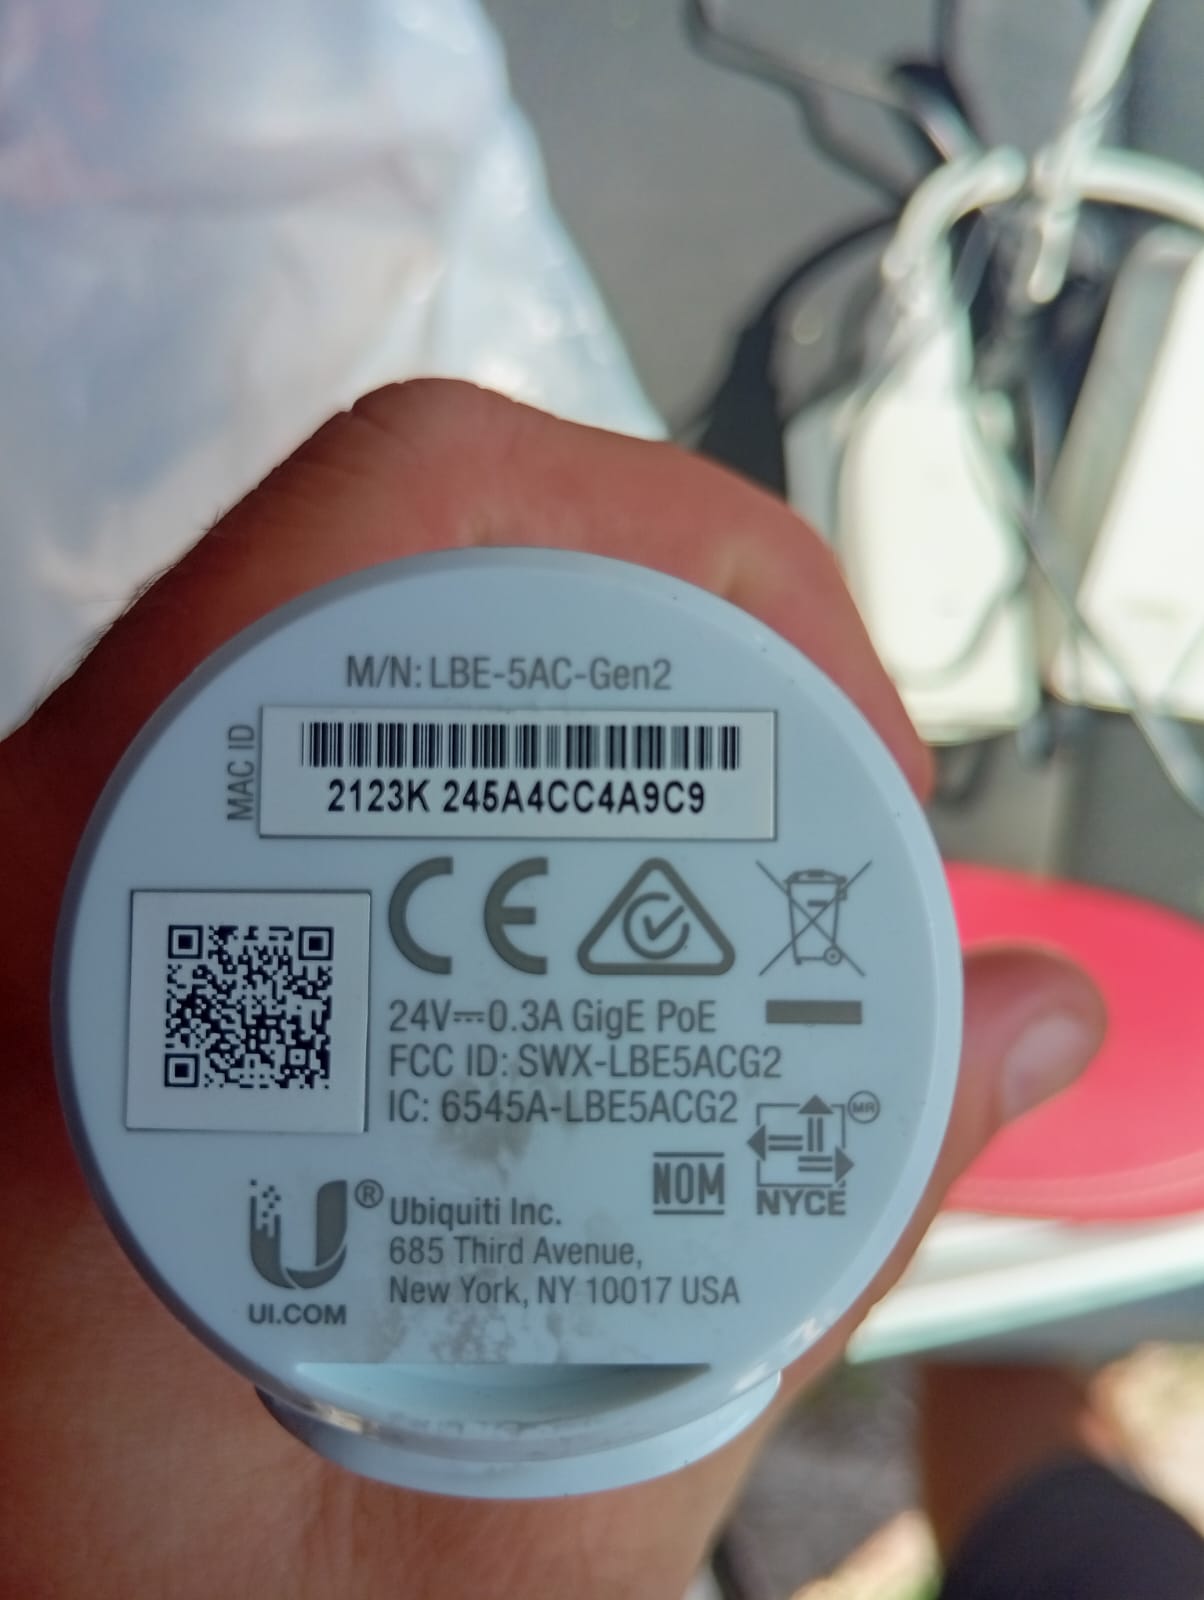 M/N: LBE-5AC-Gen2
MAC ID
2123K 245A4CC4A9C9
CE
24V⎓0.3A GigE PoE
FCC ID: SWX-LBE5ACG2
IC: 6545A-LBE5ACG2
MR
NOM
NYCE
U®
Ubiquiti Inc.
685 Third Avenue,
New York, NY 10017 USA
UI.COM